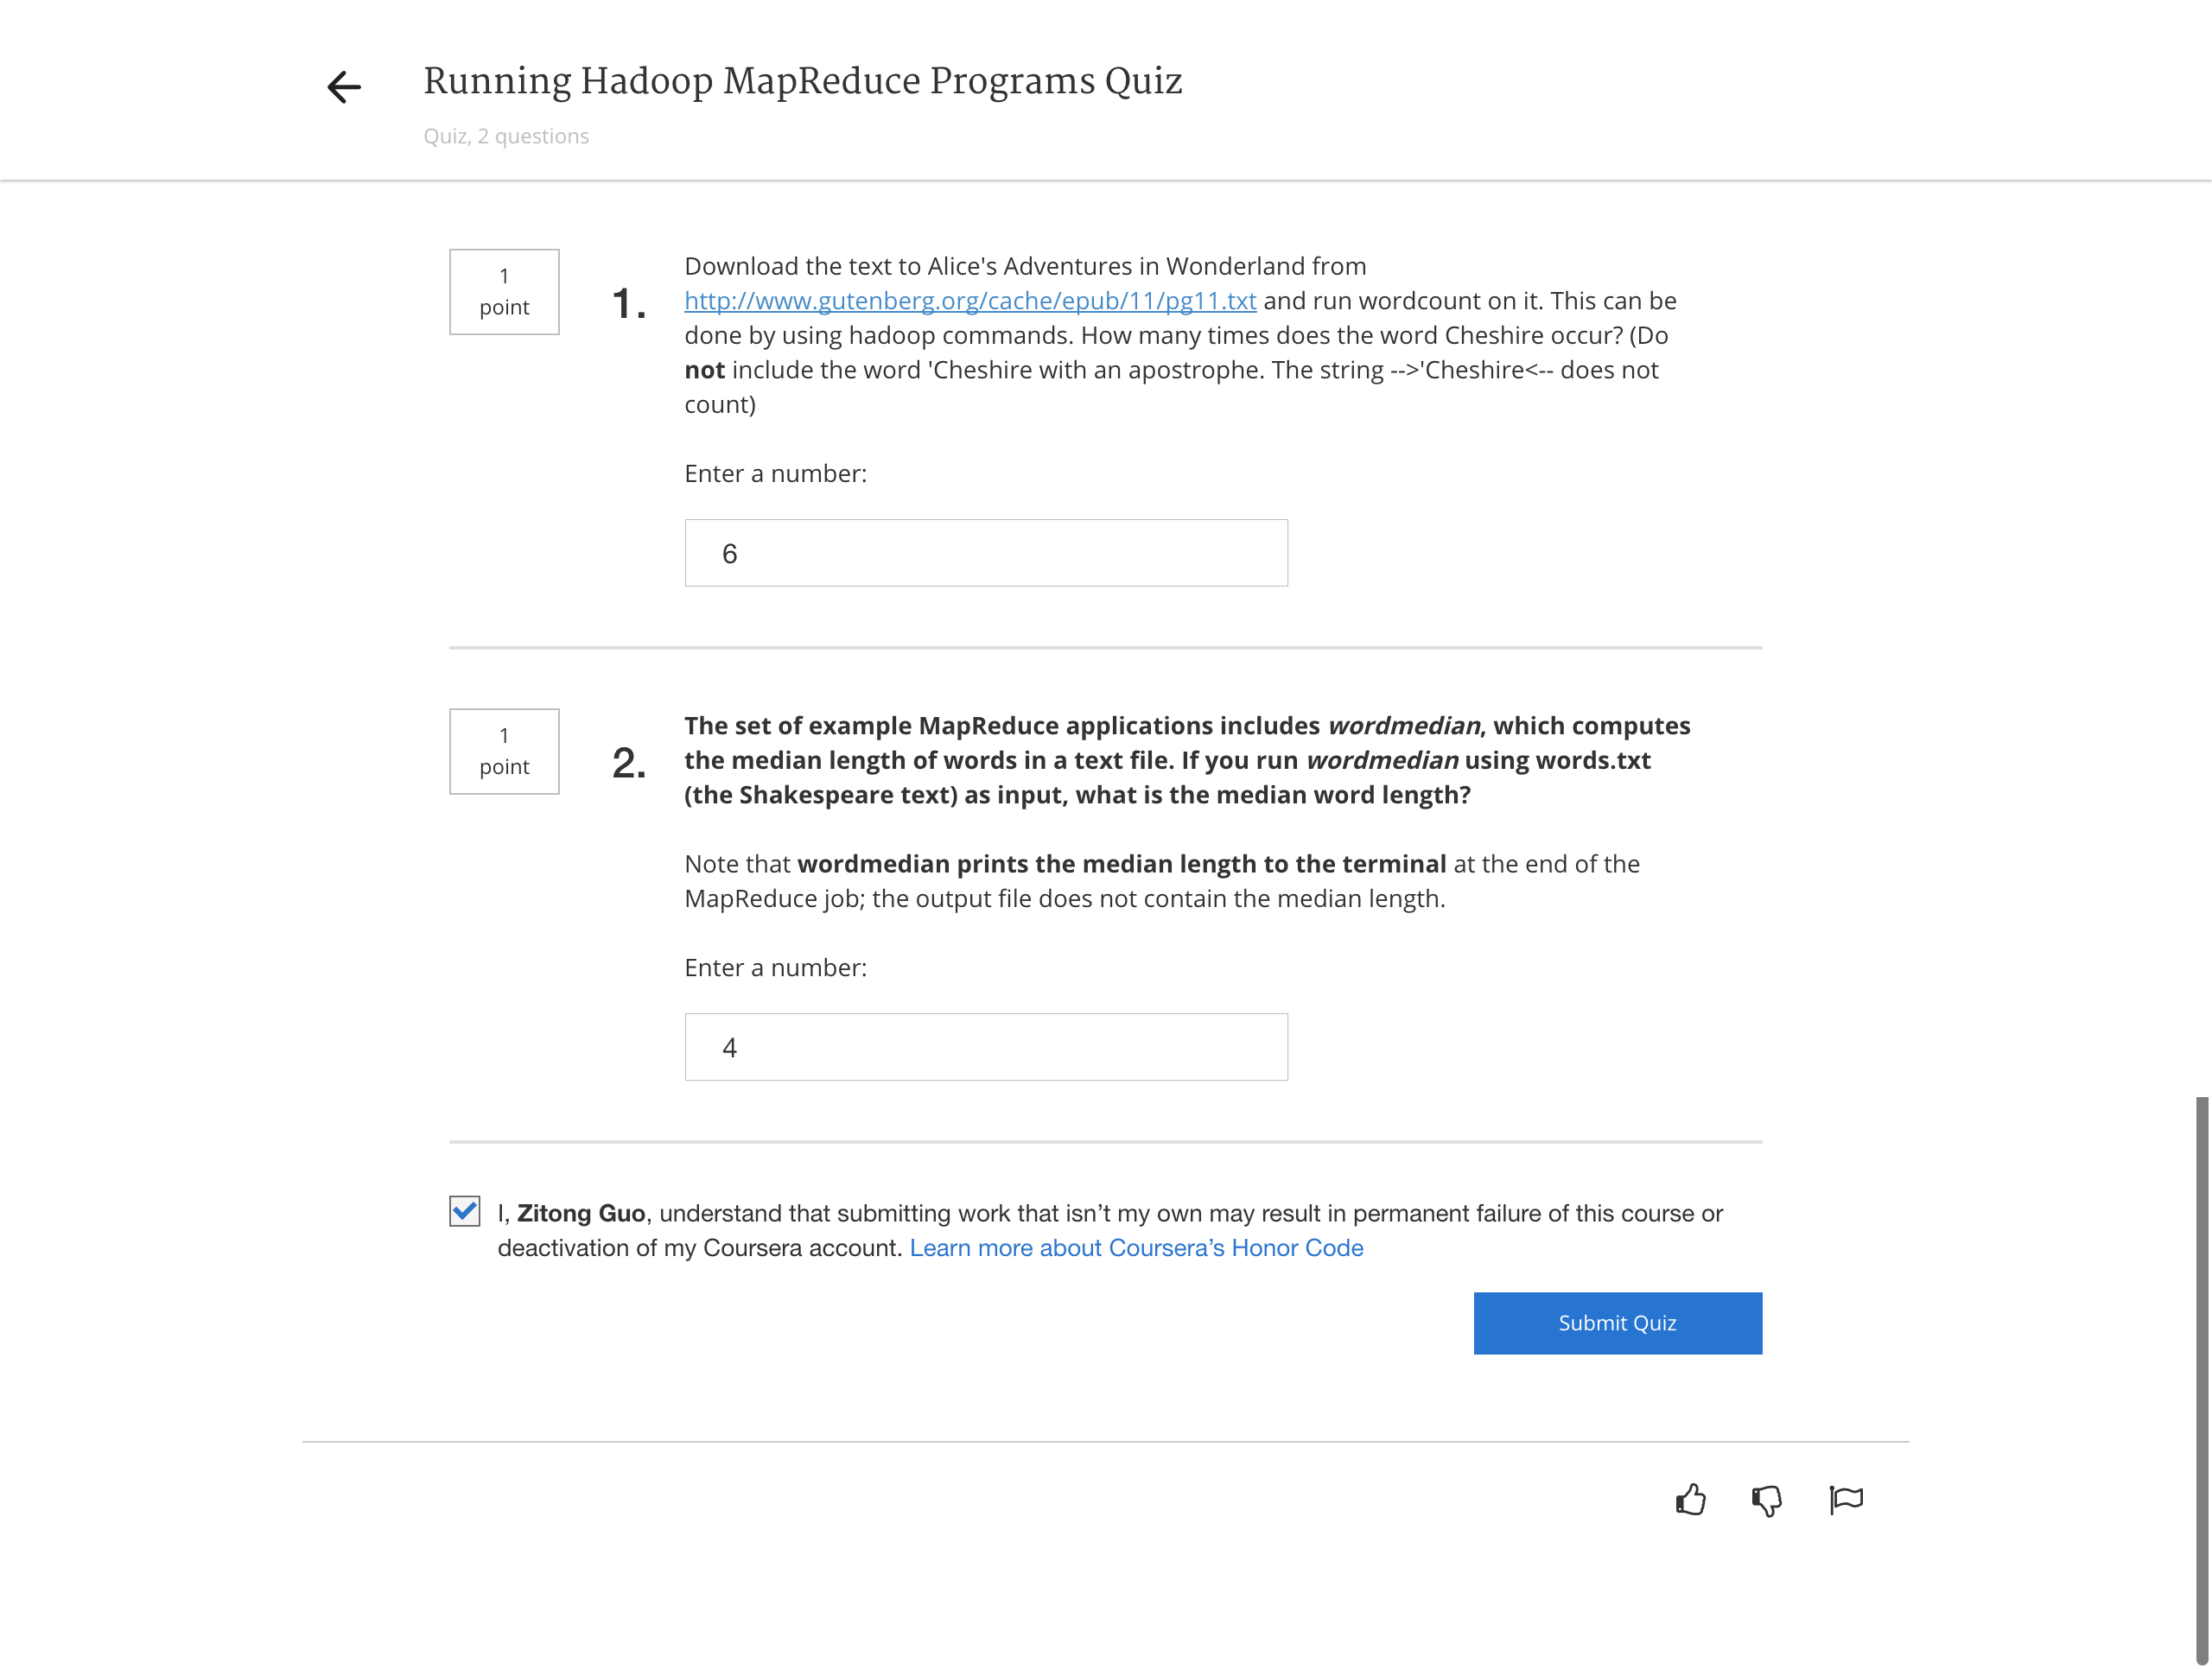 Running Hadoop MapReduce Programs Quiz
Quiz, 2 questions
1
point
1.
Download the text to Alice's Adventures in Wonderland from
http://www.gutenberg.org/cache/epub/11/pg11.txt and run wordcount on it. This can be
done by using hadoop commands. How many times does the word Cheshire occur? (Do
not include the word 'Cheshire with an apostrophe. The string -->'Cheshire<-- does not
count)
Enter a number:
6
1
point
2.
The set of example MapReduce applications includes wordmedian, which computes
the median length of words in a text file. If you run wordmedian using words.txt
(the Shakespeare text) as input, what is the median word length?
Note that wordmedian prints the median length to the terminal at the end of the
MapReduce job; the output file does not contain the median length.
Enter a number:
4
I, Zitong Guo, understand that submitting work that isn’t my own may result in permanent failure of this course or
deactivation of my Coursera account. Learn more about Coursera’s Honor Code
Submit Quiz